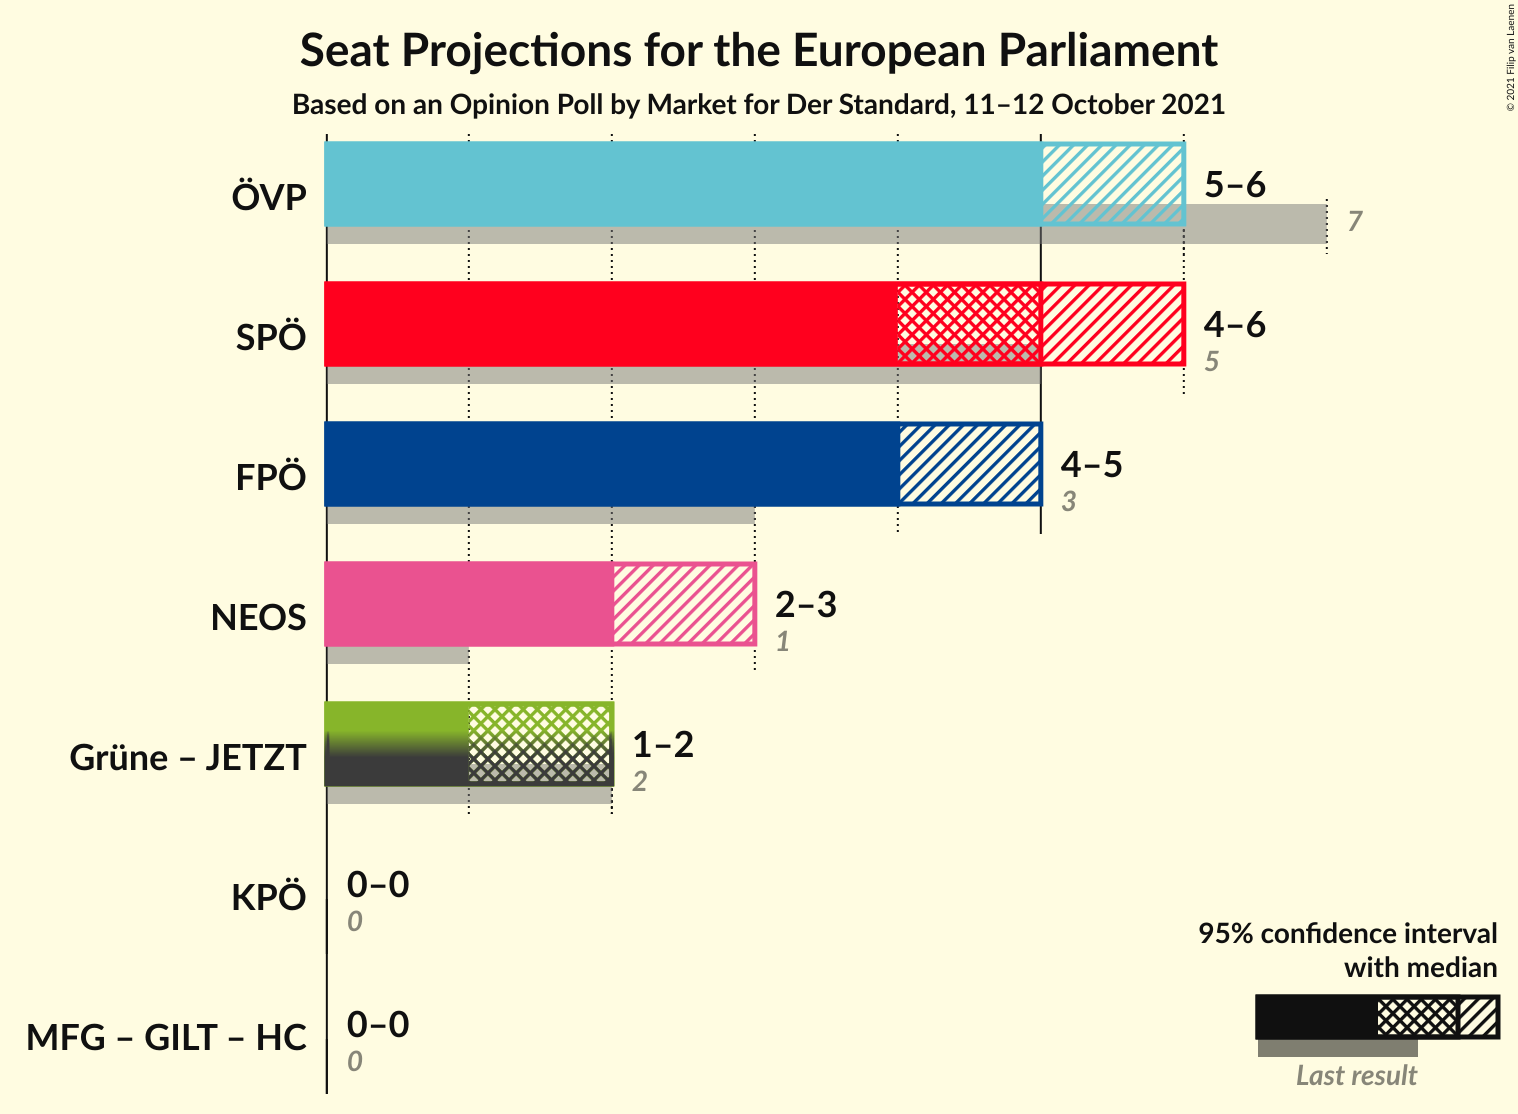 Seat Projections for the European Parliament
Based on an Opinion Poll by Market for Der Standard, 11–12 October 2021
© 2021 Filip van Laenen
ÖVP
5–6
7
SPÖ
4–6
5
FPÖ
4–5
3
NEOS
2–3
1
Grüne – JETZT
1–2
2
KPÖ
0–0
0
MFG – GILT – HC
0–0
0
95% confidence interval
with median
Last result